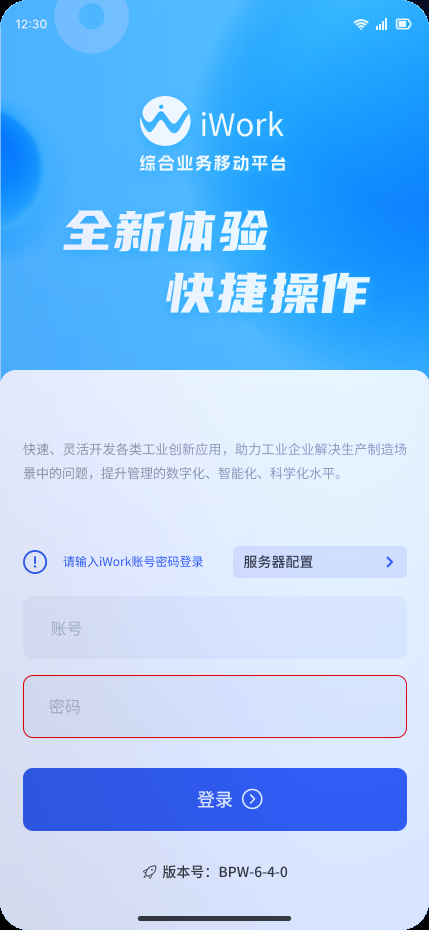 12:30
iWork
综合业务移动平台
全新体验
快捷操作
快速、灵活开发各类工业创新应用，助力工业企业解决生产制造场
景中的问题，提升管理的数字化、智能化、科学化水平。
请输入iWork账号密码登录
服务器配置
账号
密码
登录
版本号：BPW-6-4-0